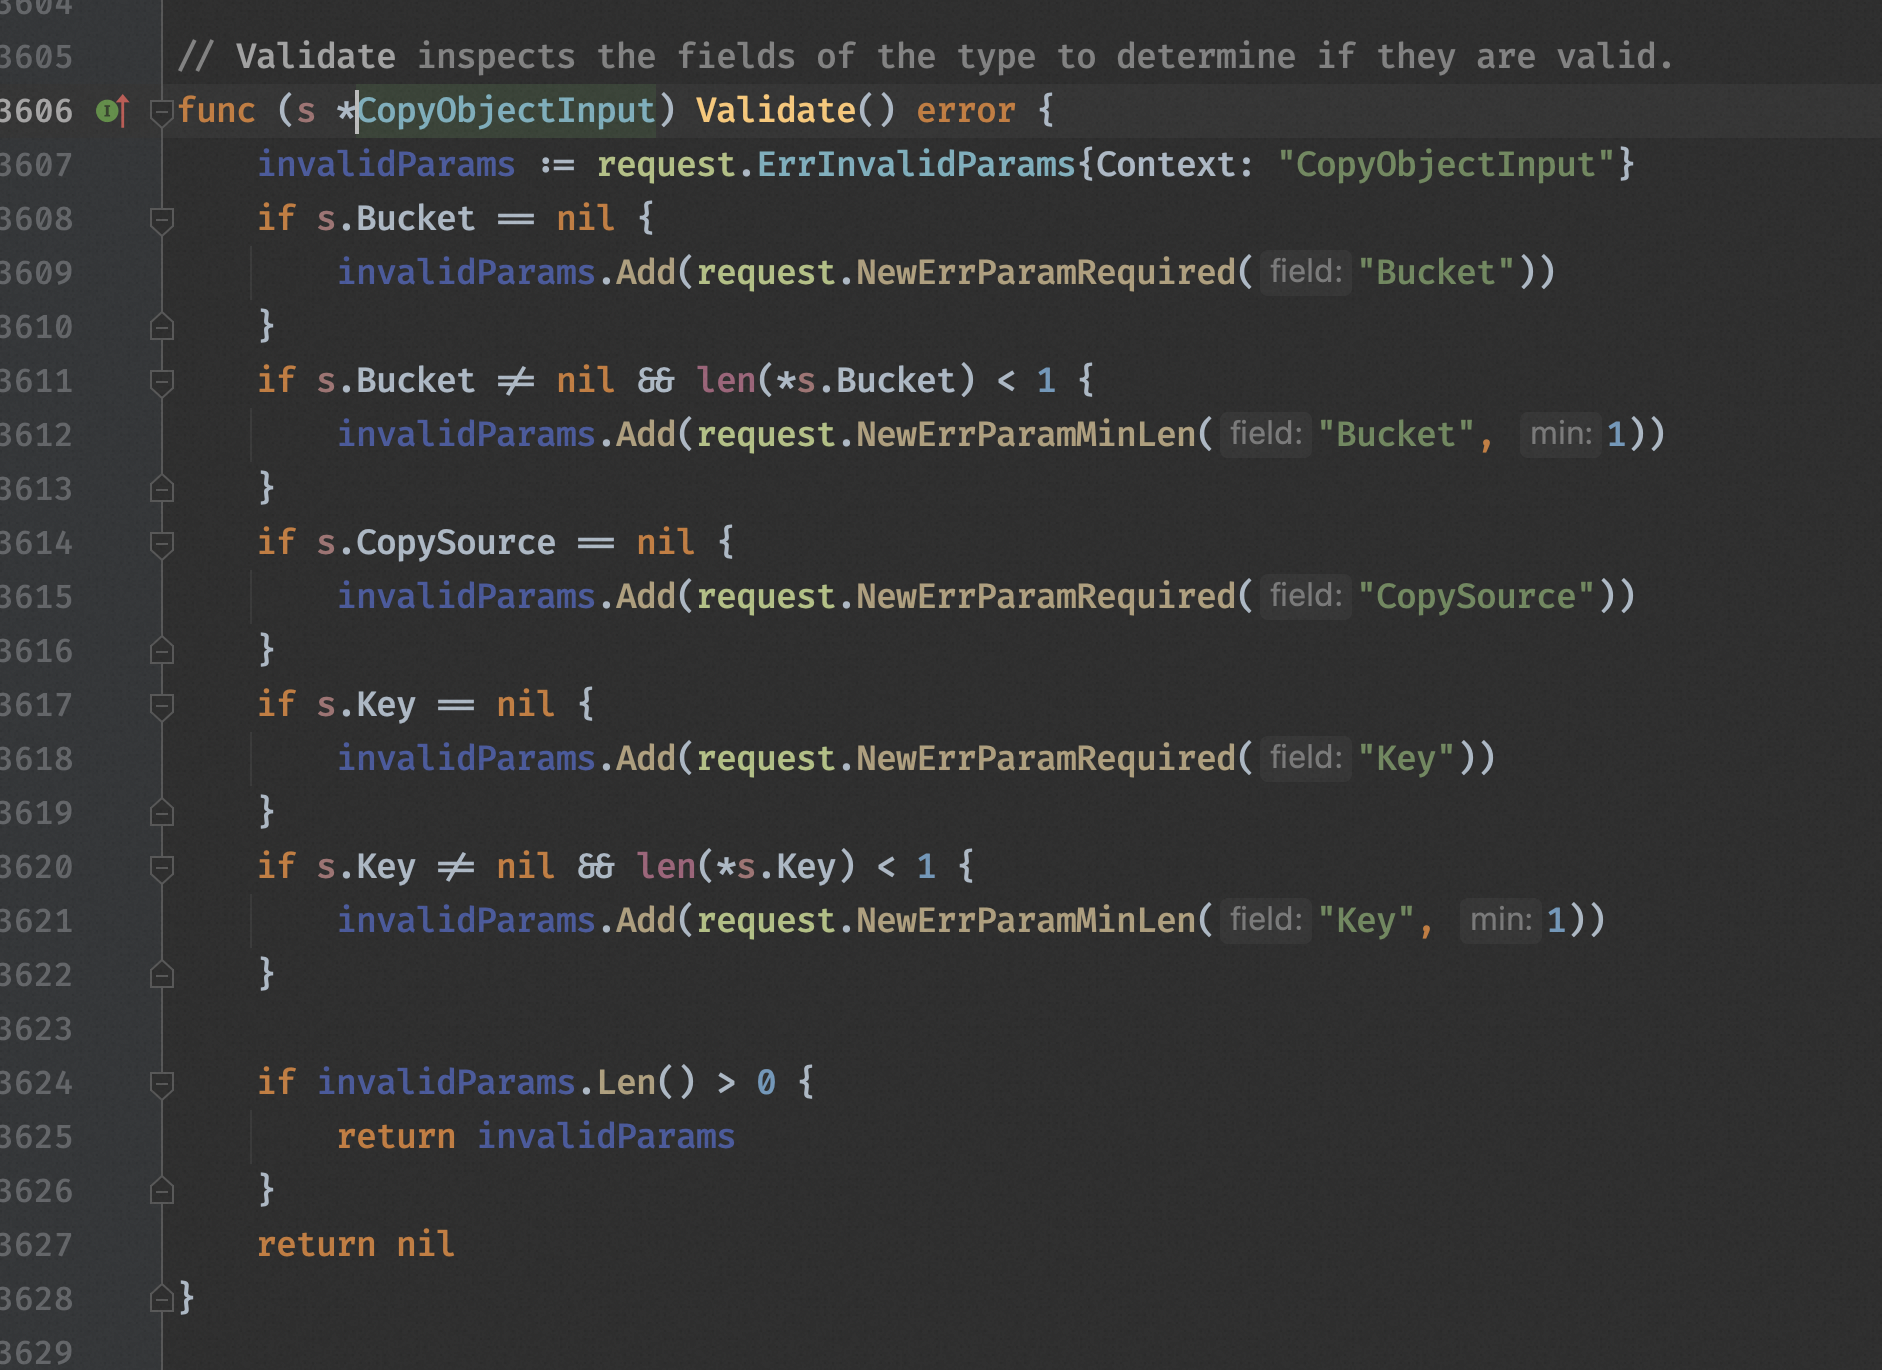 3604
3605 // Validate inspects the fields of the type to determine if they are valid.
3606 func (s *CopyObjectInput) Validate() error {
3607 invalidParams := request.ErrInvalidParams{Context: "CopyObjectInput"}
3608 if s.Bucket == nil {
3609 invalidParams.Add(request.NewErrParamRequired( field: "Bucket"))
3610 }
3611 if s.Bucket != nil && len(*s.Bucket) < 1 {
3612 invalidParams.Add(request.NewErrParamMinLen( field: "Bucket", min: 1))
3613 }
3614 if s.CopySource == nil {
3615 invalidParams.Add(request.NewErrParamRequired( field: "CopySource"))
3616 }
3617 if s.Key == nil {
3618 invalidParams.Add(request.NewErrParamRequired( field: "Key"))
3619 }
3620 if s.Key != nil && len(*s.Key) < 1 {
3621 invalidParams.Add(request.NewErrParamMinLen( field: "Key", min: 1))
3622 }
3623
3624 if invalidParams.Len() > 0 {
3625 return invalidParams
3626 }
3627 return nil
3628 }
3629